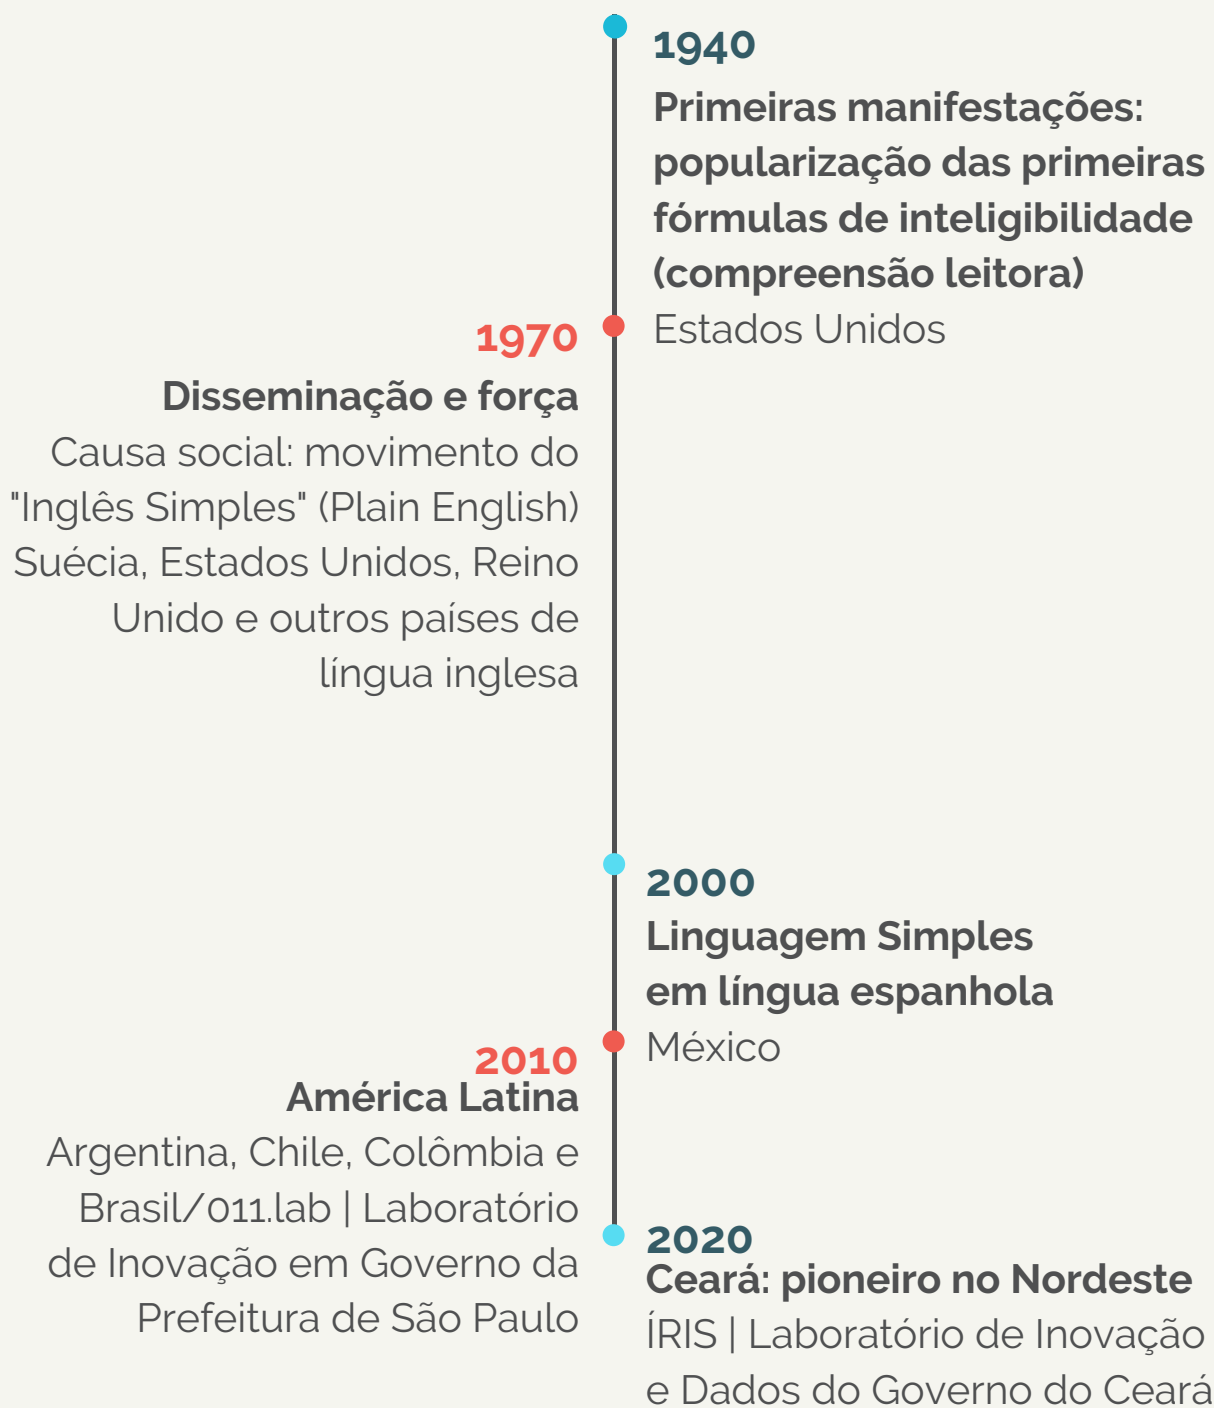 1940
Primeiras manifestações:
popularização das primeiras
fórmulas de inteligibilidade
(compreensão leitora)
Estados Unidos
1970
Disseminação e força
Causa social: movimento do
"Inglês Simples" (Plain English)
Suécia, Estados Unidos, Reino
Unido e outros países de
língua inglesa
2000
Linguagem Simples
em língua espanhola
México
2010
América Latina
Argentina, Chile, Colômbia e
Brasil/011.lab | Laboratório
de Inovação em Governo da
Prefeitura de São Paulo
2020
Ceará: pioneiro no Nordeste
ÍRIS | Laboratório de Inovação
e Dados do Governo do Ceará